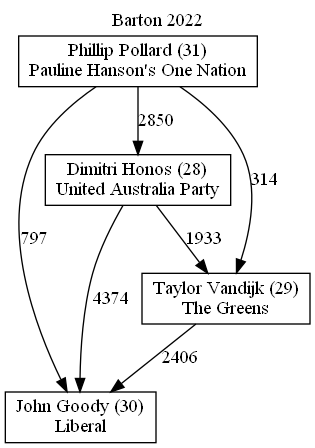 Barton 2022
Phillip Pollard (31)
Pauline Hanson's One Nation
2850
Dimitri Honos (28)
United Australia Party
314
797
4374
1933
Taylor Vandijk (29)
The Greens
2406
John Goody (30)
Liberal